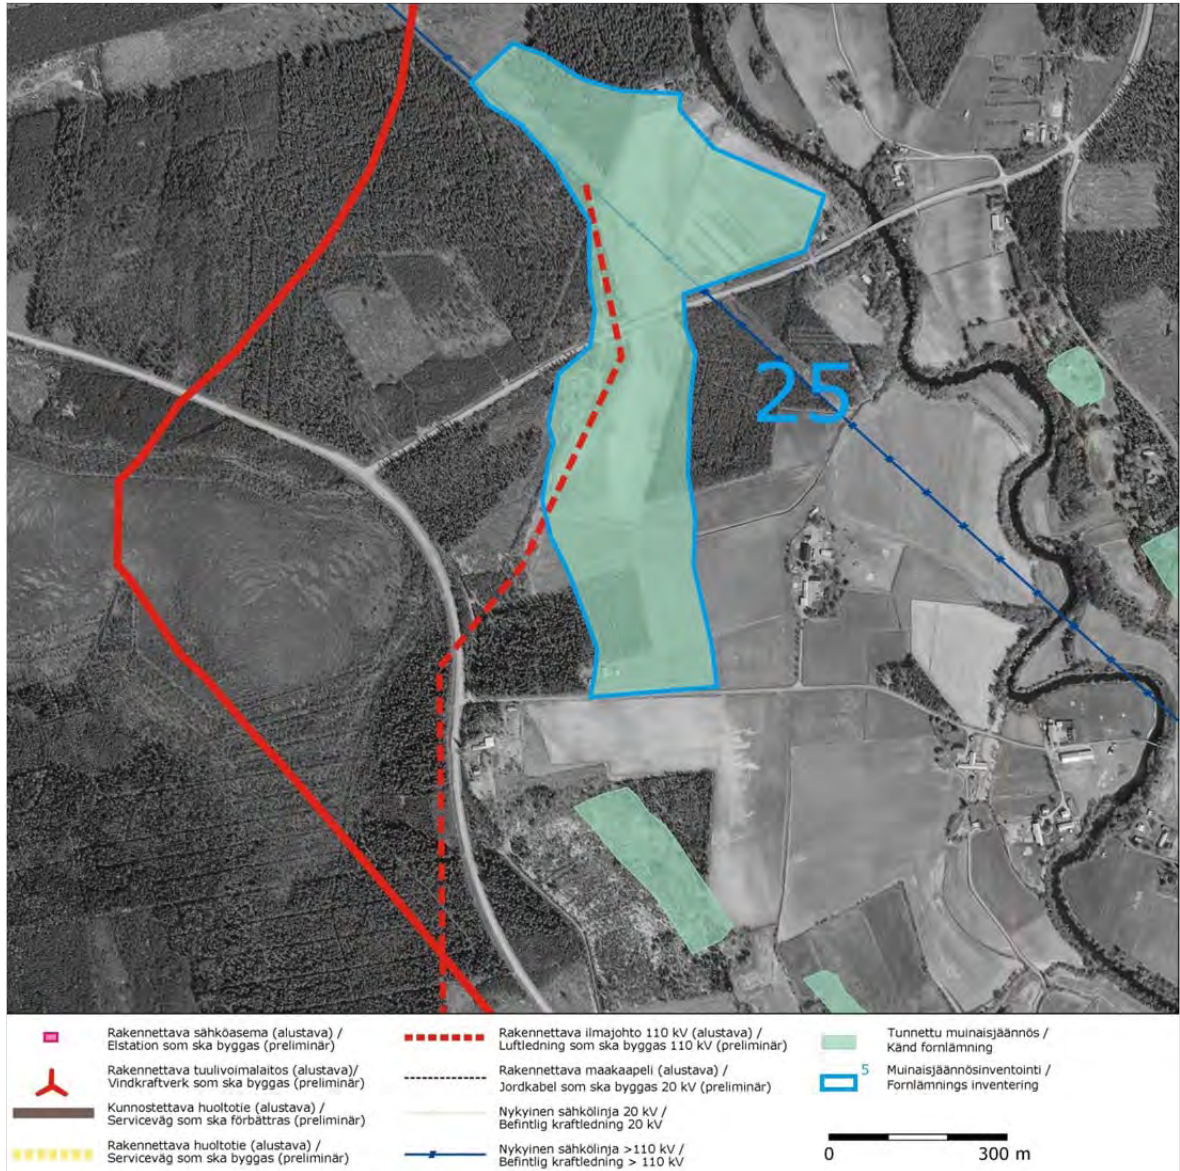 25
Rakennettava sähköasema (alustava) /
Elstation som ska byggas (preliminär)
Rakennettava tuulivoimalaitos (alustava)/
Vindkraftverk som ska byggas (preliminär)
Kunnostettava huoltotie (alustava) /
Serviceväg som ska förbättras (preliminär)
Rakennettava huoltotie (alustava) /
Serviceväg som ska byggas (preliminär)
Rakennettava ilmajohto 110 kV (alustava) /
Luftledning som ska byggas 110 kV (preliminär)
Rakennettava maakaapeli (alustava) /
Jordkabel som ska byggas 20 kV (preliminär)
Nykyinen sähkölinja 20 kV /
Befintlig kraftledning 20 kV
Nykyinen sähkölinja >110 kV /
Befintlig kraftledning > 110 kV
Tunnettu muinaisjäännös /
Känd fornlämning
5 Muinaisjäännösinventointi /
Fornlämnings inventering
0 300 m